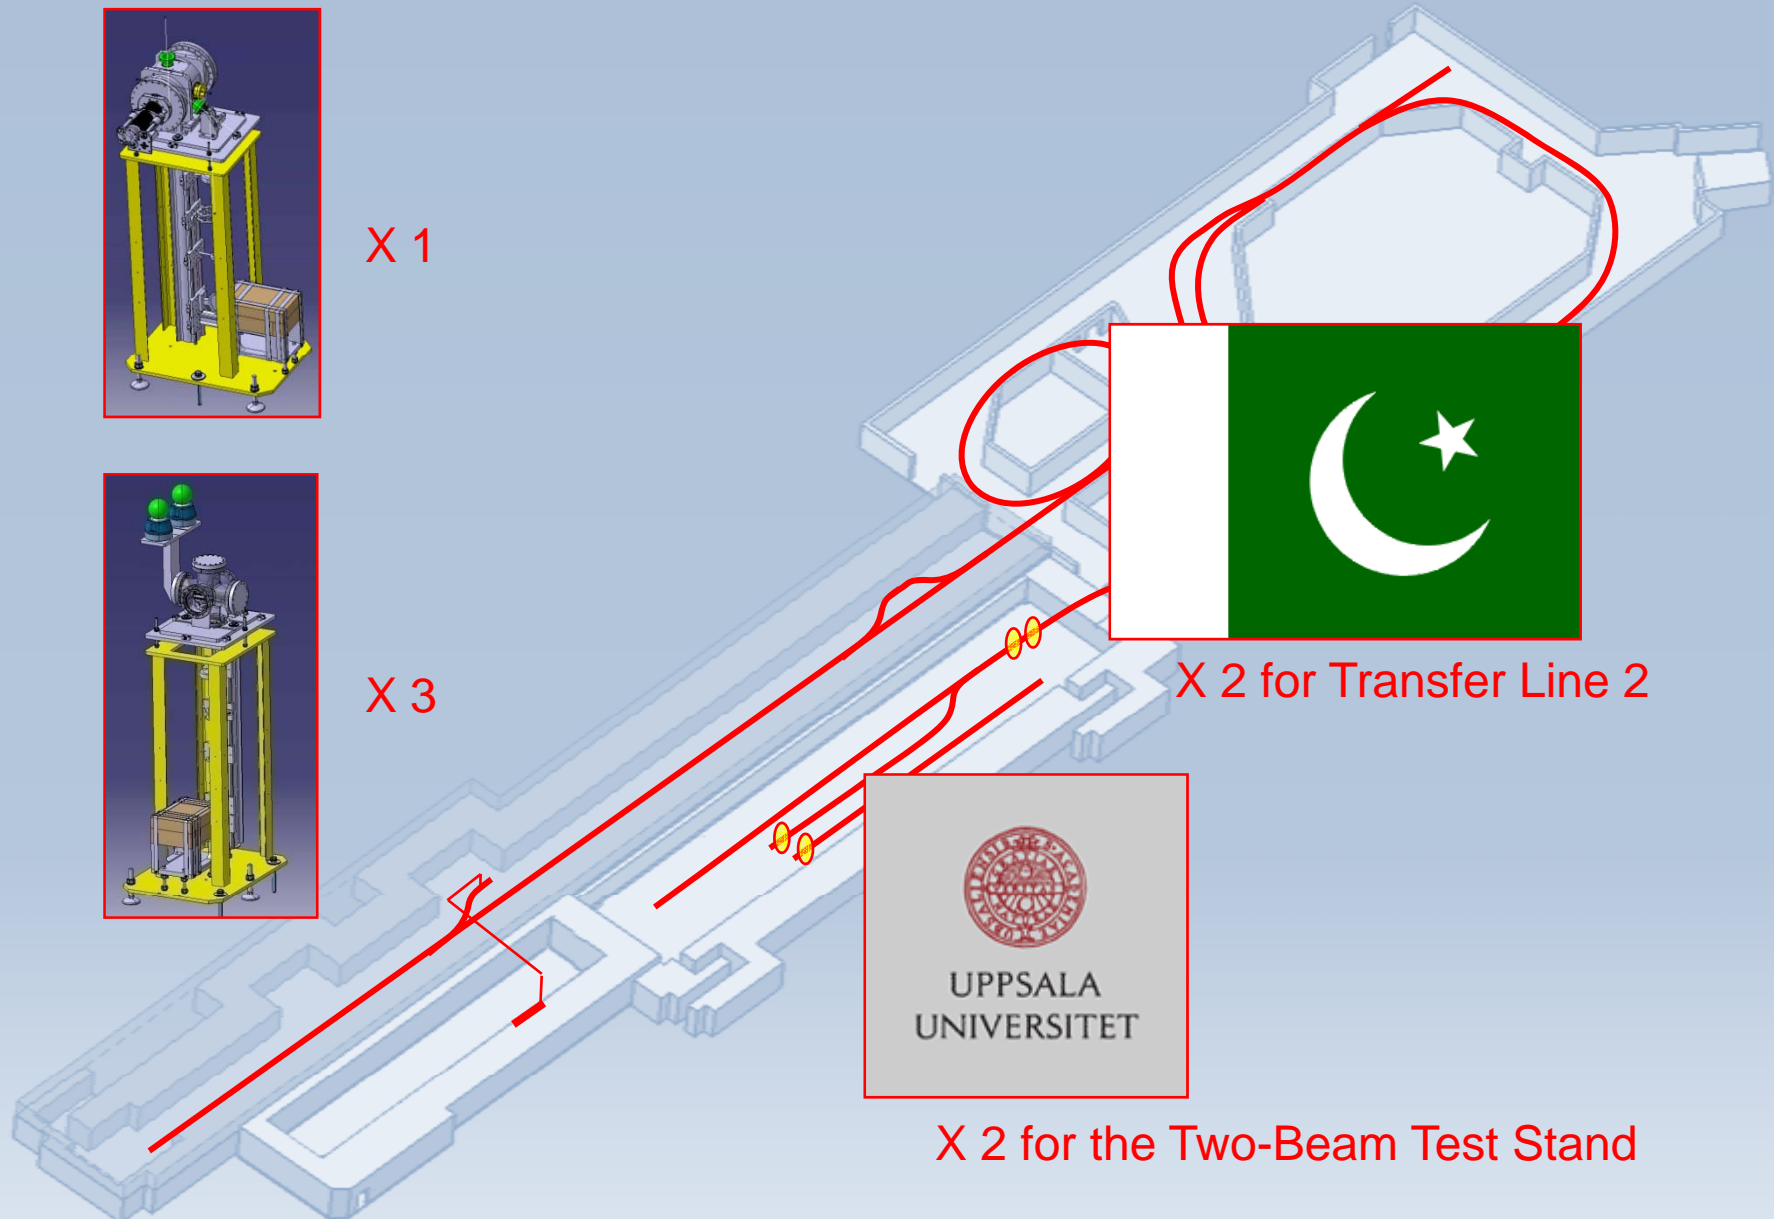 X 1
X 3
X 2 for Transfer Line 2
UPPSALA
UNIVERSITET
X 2 for the Two-Beam Test Stand